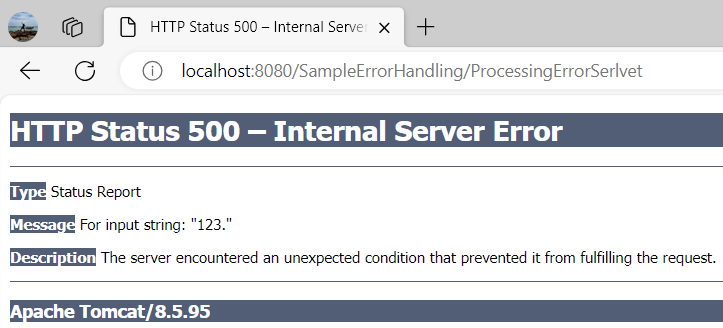 HTTP Status 500 – Internal Server
localhost:8080/SampleErrorHandling/ProcessingErrorSerlvet
HTTP Status 500 – Internal Server Error
Type Status Report
Message For input string: "123."
Description The server encountered an unexpected condition that prevented it from fulfilling the request.
Apache Tomcat/8.5.95